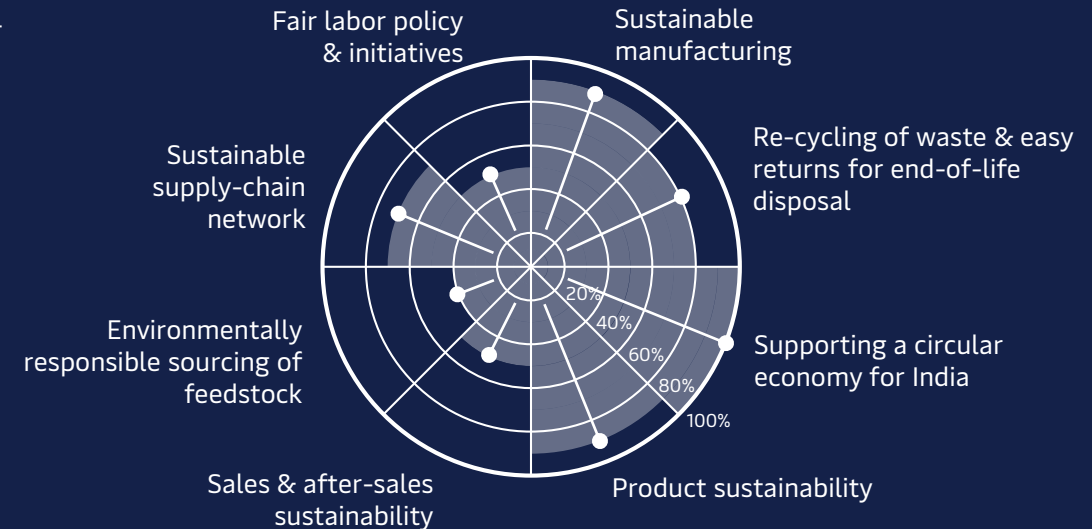 Fair labor policy
& initiatives
Sustainable
manufacturing
Re-cycling of waste & easy
returns for end-of-life
disposal
Sustainable
supply-chain
network
20%
40%
60%
80%
100%
Environmentally
responsible sourcing of
feedstock
Supporting a circular
economy for India
Sales & after-sales
sustainability
Product sustainability